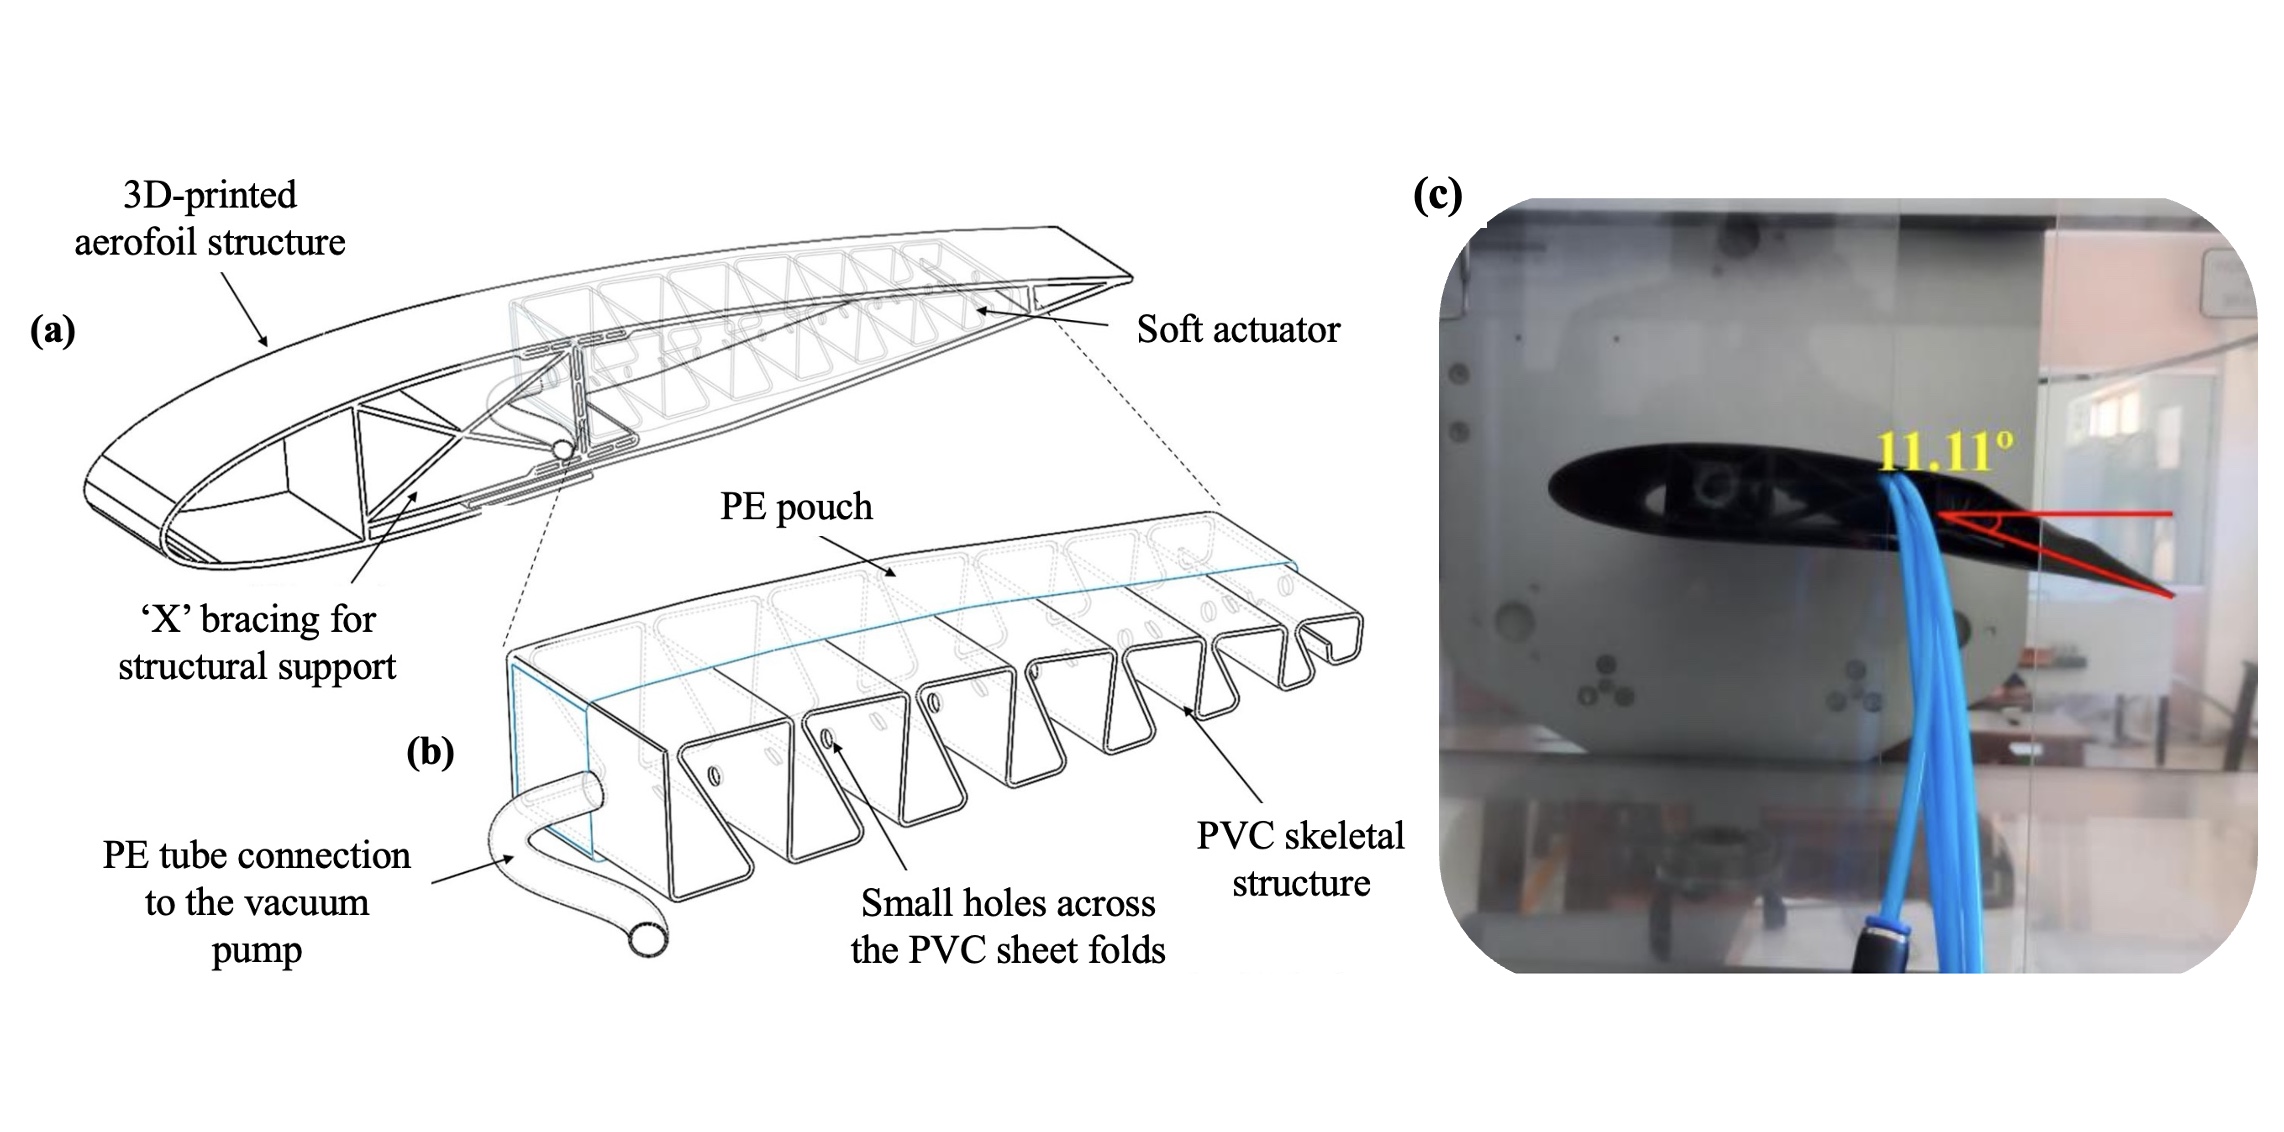 3D-printed
aerofoil structure
(a)
Soft actuator
‘X’ bracing for
structural support
PE pouch
(b)
PE tube connection
to the vacuum
pump
Small holes across
the PVC sheet folds
PVC skeletal
structure
(c)
11.11°